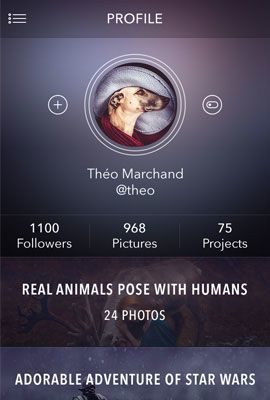 PROFILE
Théo Marchand
@theo
1100 968 75
Followers Pictures Projects
REAL ANIMALS POSE WITH HUMANS
24 PHOTOS
ADORABLE ADVENTURE OF STAR WARS